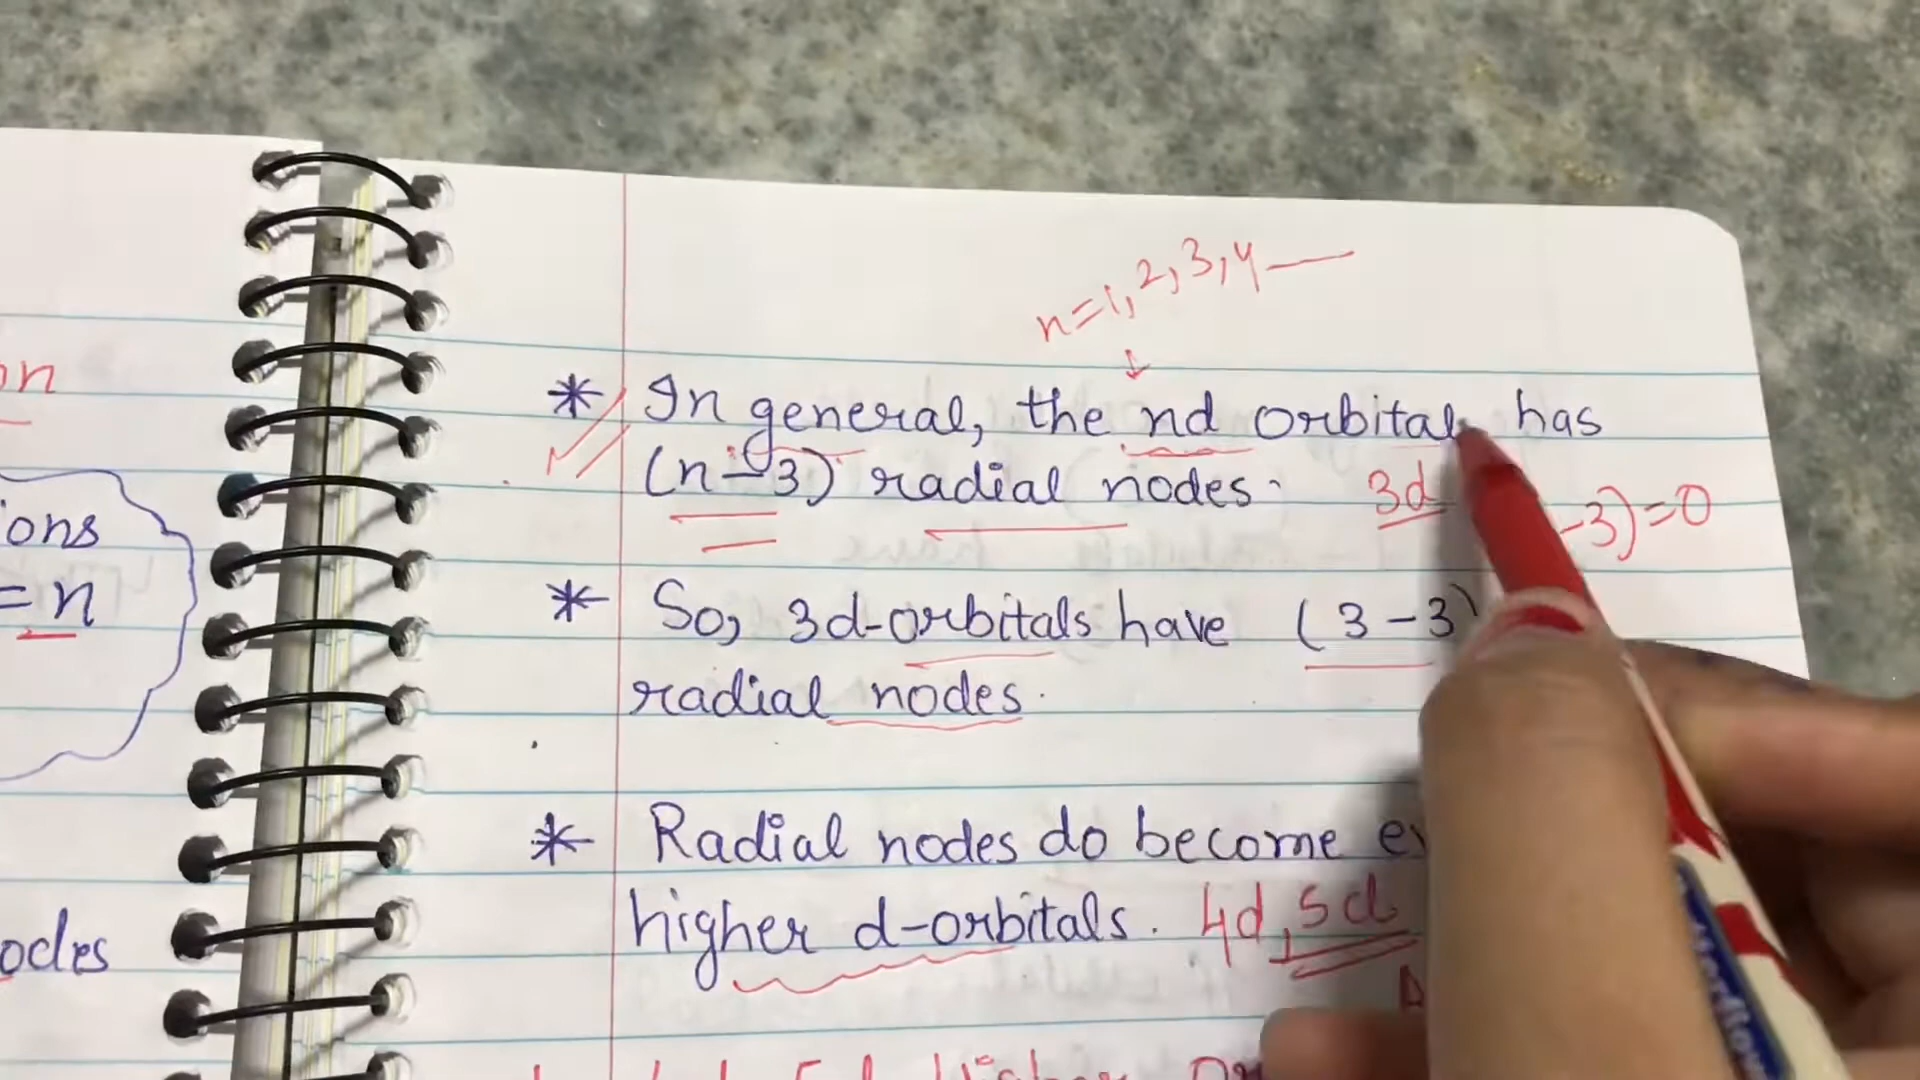 on
ions
= n
odes
n=1,2,3,4—
* In general, the nd orbital has
(n-3) radial nodes.
3d -3)=0
* So, 3d-orbitals have (3-3)
radial nodes.
* Radial nodes do become
higher d-orbitals. 4d, 5d